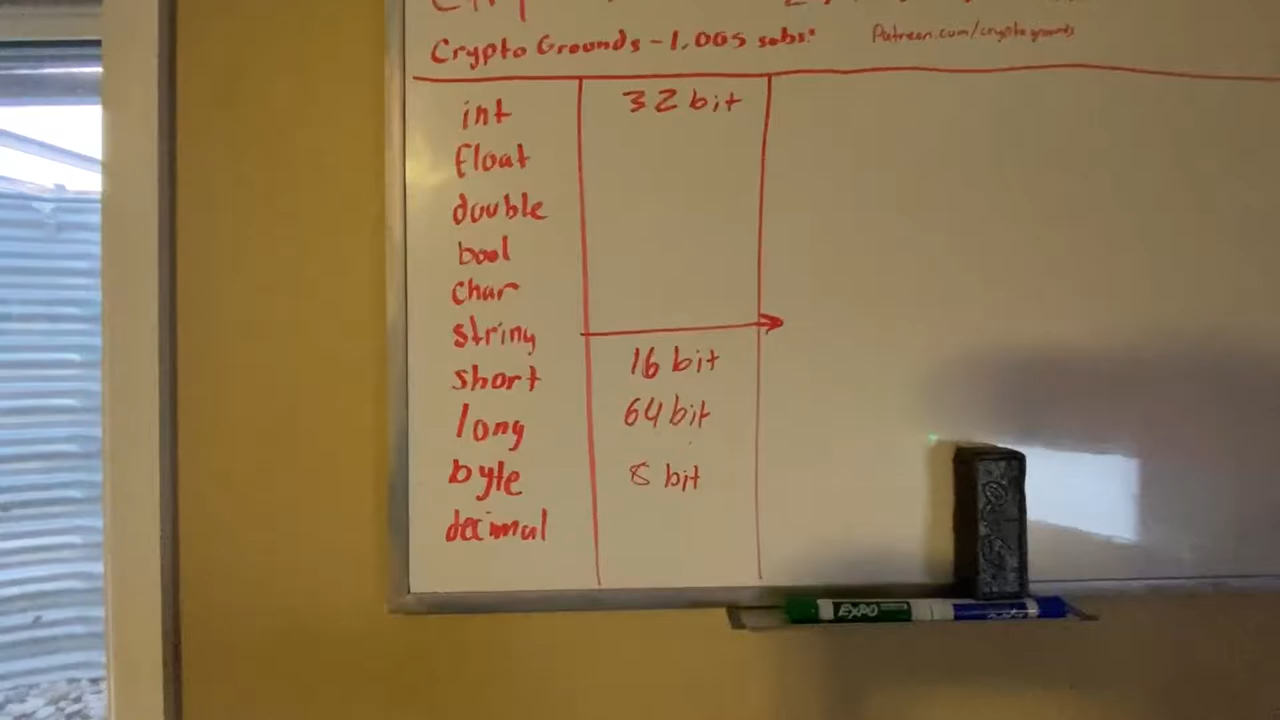 Crypto Grounds - 1,005 subs!
Patreon.com/cryptogrounds
int 32 bit
float
double
bool
char
string
short 16 bit
long 64 bit
byte 8 bit
decimal
EXPO